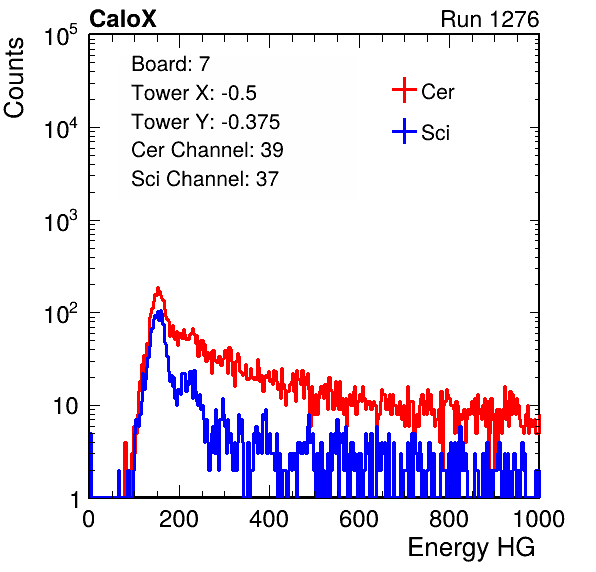 CaloX Run 1276
Counts
Board: 7
Tower X: -0.5
Tower Y: -0.375
Cer Channel: 39
Sci Channel: 37
Cer
Sci
10^5
10^4
10^3
10^2
10
1
0 200 400 600 800 1000
Energy HG